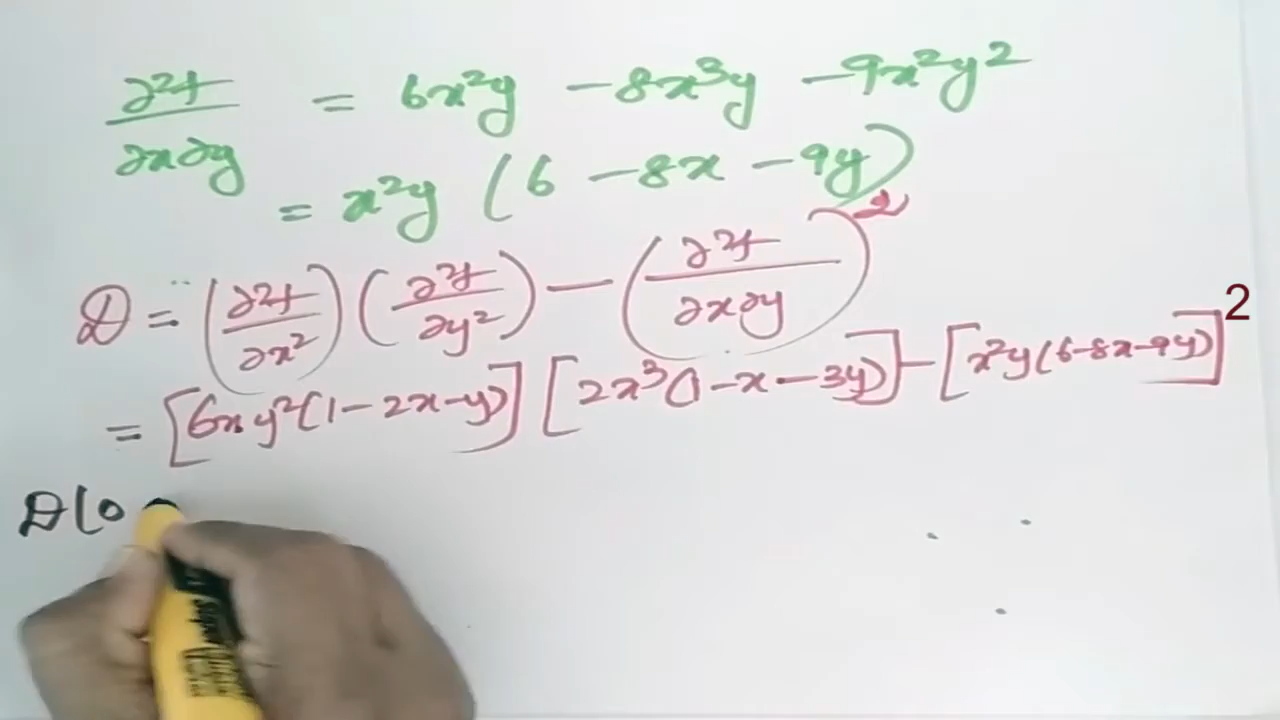 ∂²f/∂x∂y = 6x²y - 8x³y - 9x²y²
= x²y (6 - 8x - 9y)
D = (∂²f/∂x²) (∂²f/∂y²) - (∂²f/∂x∂y)²
= [6xy²(1 - 2x - y)] [2x³(1 - x - 3y)] - [x²y(6 - 8x - 9y)]²
D(0